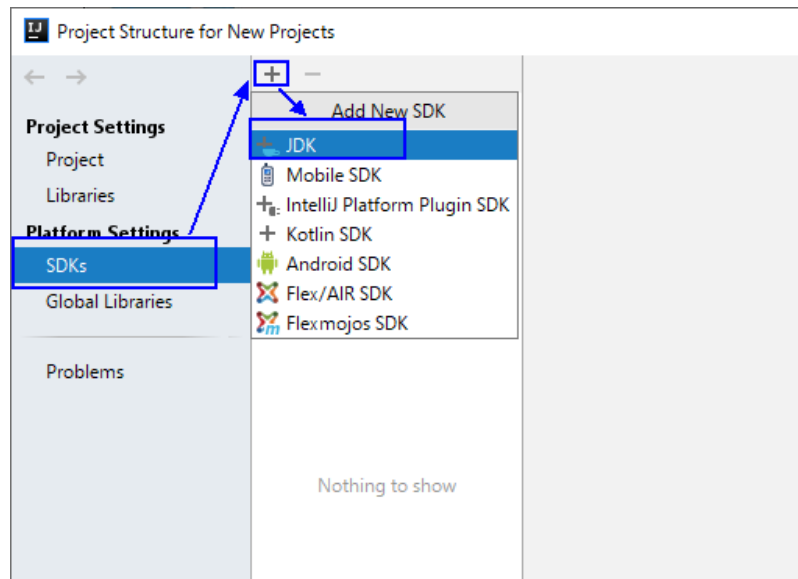 IJ Project Structure for New Projects
Project Settings
Project
Libraries
Platform Settings
SDKs
Global Libraries
Problems
Add New SDK
JDK
Mobile SDK
IntelliJ Platform Plugin SDK
Kotlin SDK
Android SDK
Flex/AIR SDK
m Flexmojos SDK
Nothing to show